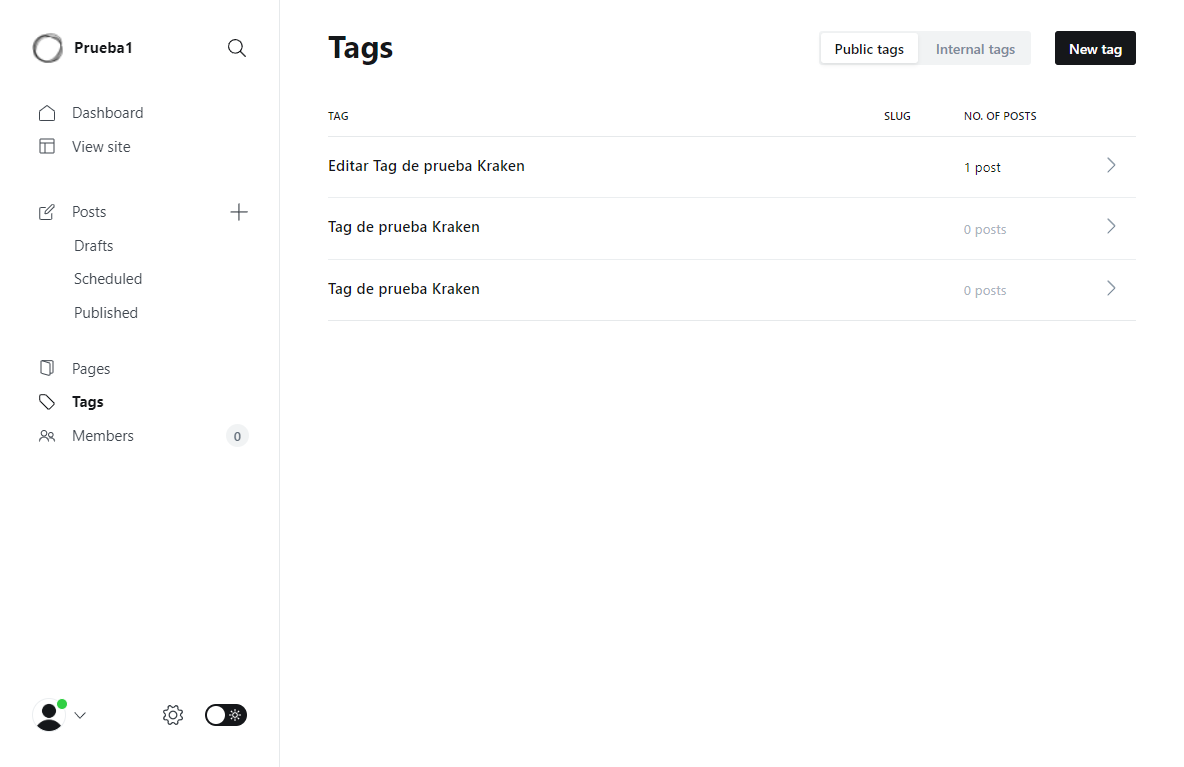 Prueba1
Dashboard
View site
Posts
Drafts
Scheduled
Published
Pages
Tags
Members 0
Tags
Public tags Internal tags New tag
TAG SLUG NO. OF POSTS
Editar Tag de prueba Kraken 1 post
Tag de prueba Kraken 0 posts
Tag de prueba Kraken 0 posts